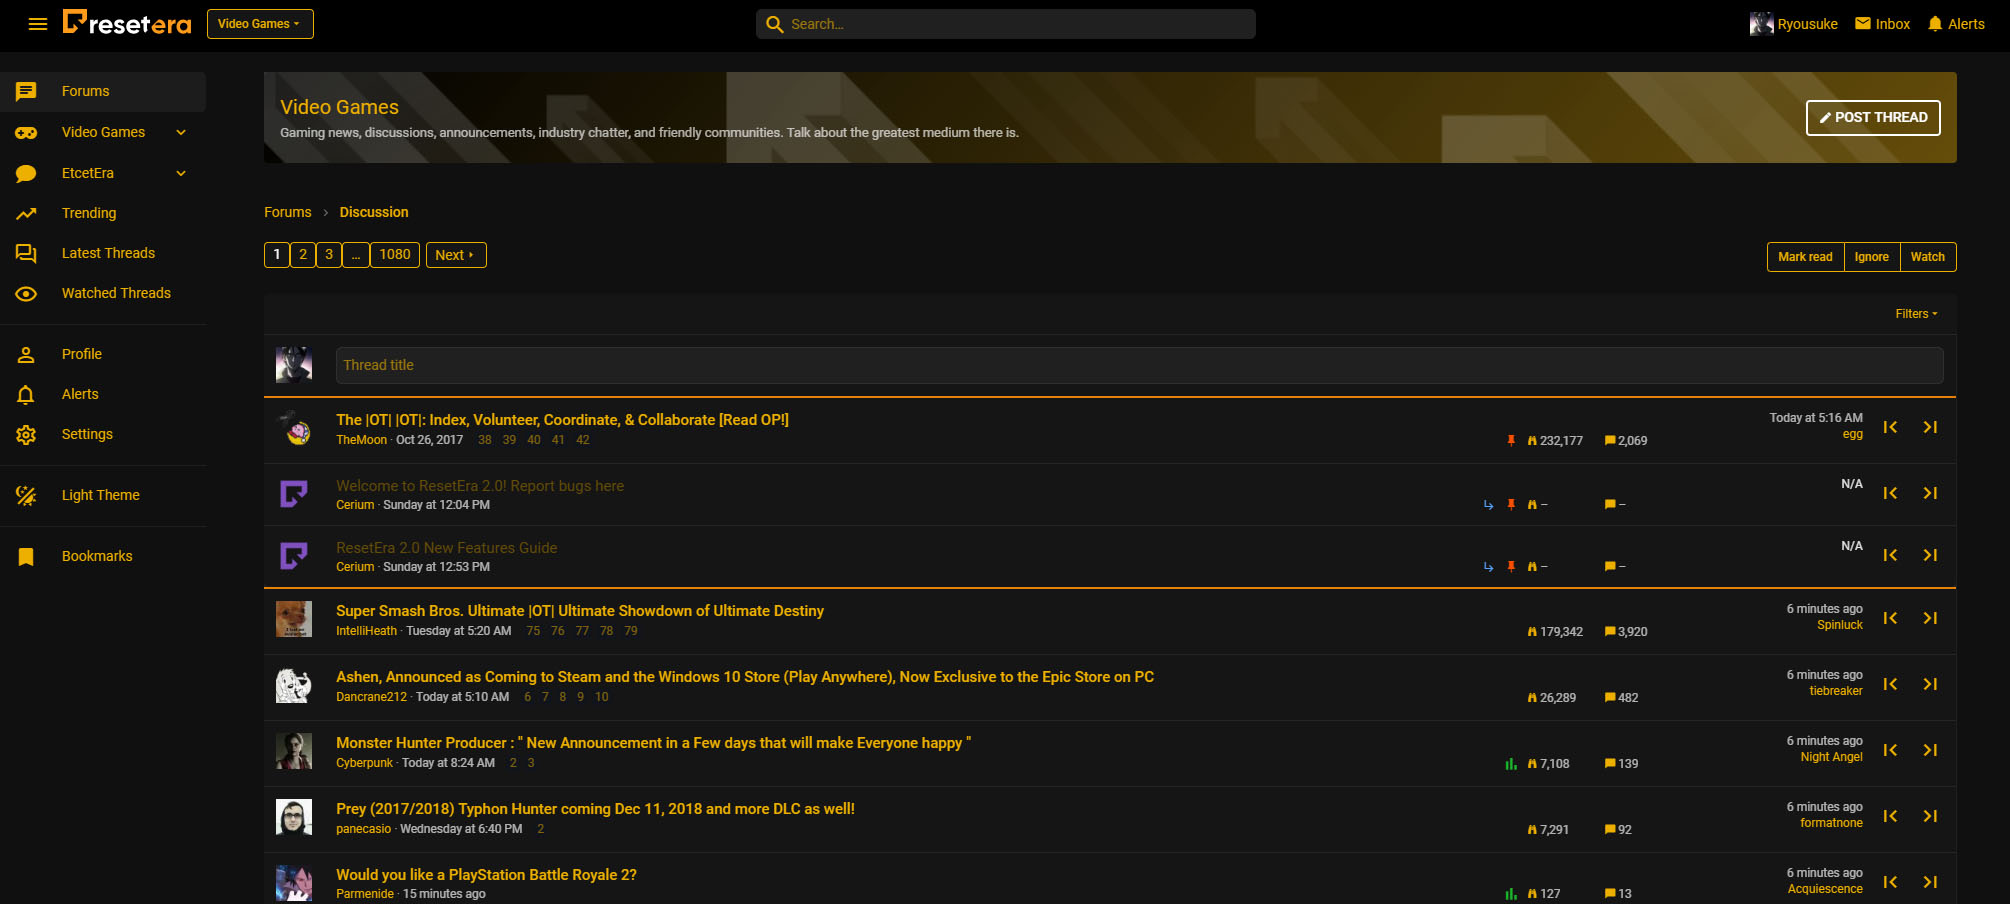 resetera
Video Games
Search...
Ryousuke
Inbox
Alerts
Forums
Video Games
EtcetEra
Trending
Latest Threads
Watched Threads
Profile
Alerts
Settings
Light Theme
Bookmarks
Video Games
Gaming news, discussions, announcements, industry chatter, and friendly communities. Talk about the greatest medium there is.
POST THREAD
Forums › Discussion
1 2 3 ... 1080 Next
Mark read Ignore Watch
Filters
Thread title
The |OT| |OT|: Index, Volunteer, Coordinate, & Collaborate [Read OP!]
TheMoon · Oct 26, 2017 38 39 40 41 42
232,177 2,069
Today at 5:16 AM
egg
Welcome to ResetEra 2.0! Report bugs here
Cerium · Sunday at 12:04 PM
– –
N/A
ResetEra 2.0 New Features Guide
Cerium · Sunday at 12:53 PM
– –
N/A
Super Smash Bros. Ultimate |OT| Ultimate Showdown of Ultimate Destiny
IntelliHeath · Tuesday at 5:20 AM 75 76 77 78 79
179,342 3,920
6 minutes ago
Spinluck
Ashen, Announced as Coming to Steam and the Windows 10 Store (Play Anywhere), Now Exclusive to the Epic Store on PC
Dancrane212 · Today at 5:10 AM 6 7 8 9 10
26,289 482
6 minutes ago
tiebreaker
Monster Hunter Producer : " New Announcement in a Few days that will make Everyone happy "
Cyberpunk · Today at 8:24 AM 2 3
7,108 139
6 minutes ago
Night Angel
Prey (2017/2018) Typhon Hunter coming Dec 11, 2018 and more DLC as well!
panecasio · Wednesday at 6:40 PM 2
7,291 92
6 minutes ago
formatnone
Would you like a PlayStation Battle Royale 2?
Parmenide · 15 minutes ago
127 13
6 minutes ago
Acquiescence